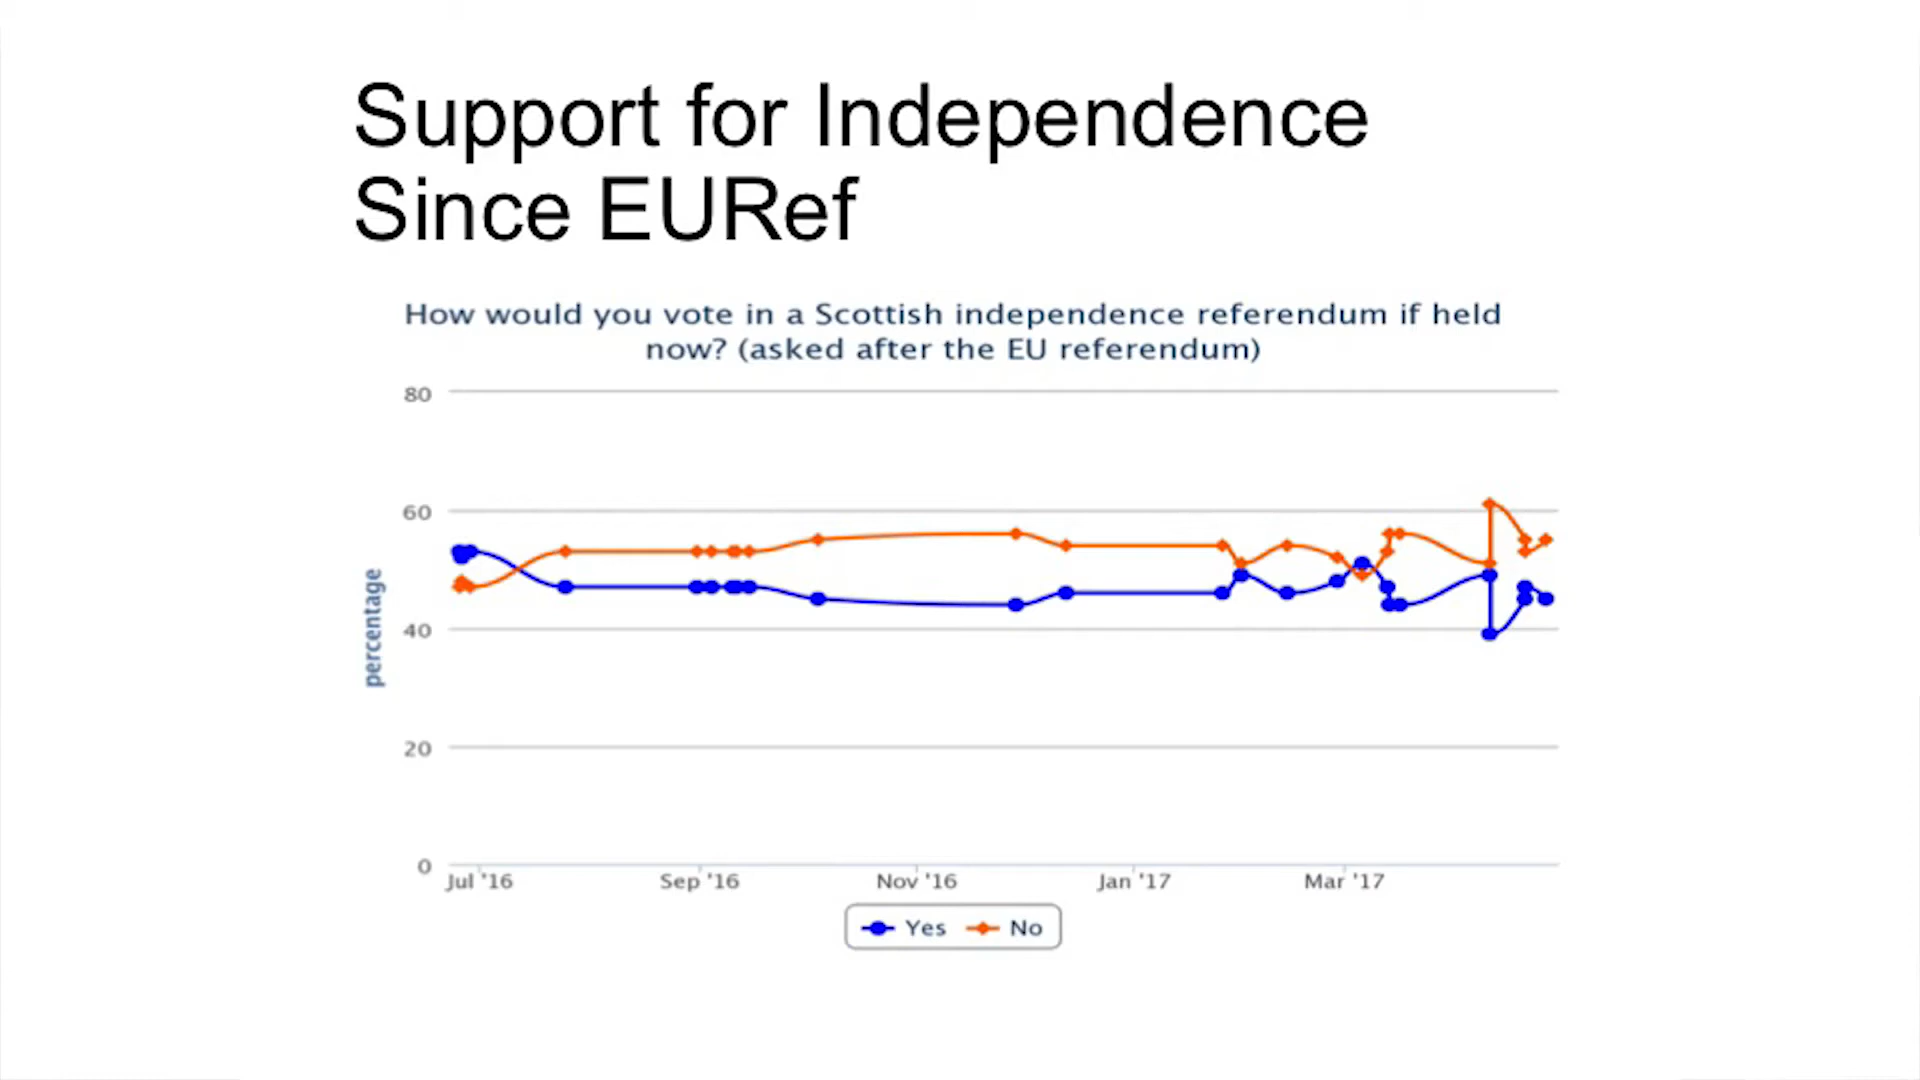 Support for Independence
Since EURef
How would you vote in a Scottish independence referendum if held
now? (asked after the EU referendum)
80
60
40
20
0
percentage
Jul '16 Sep '16 Nov '16 Jan '17 Mar '17
Yes No